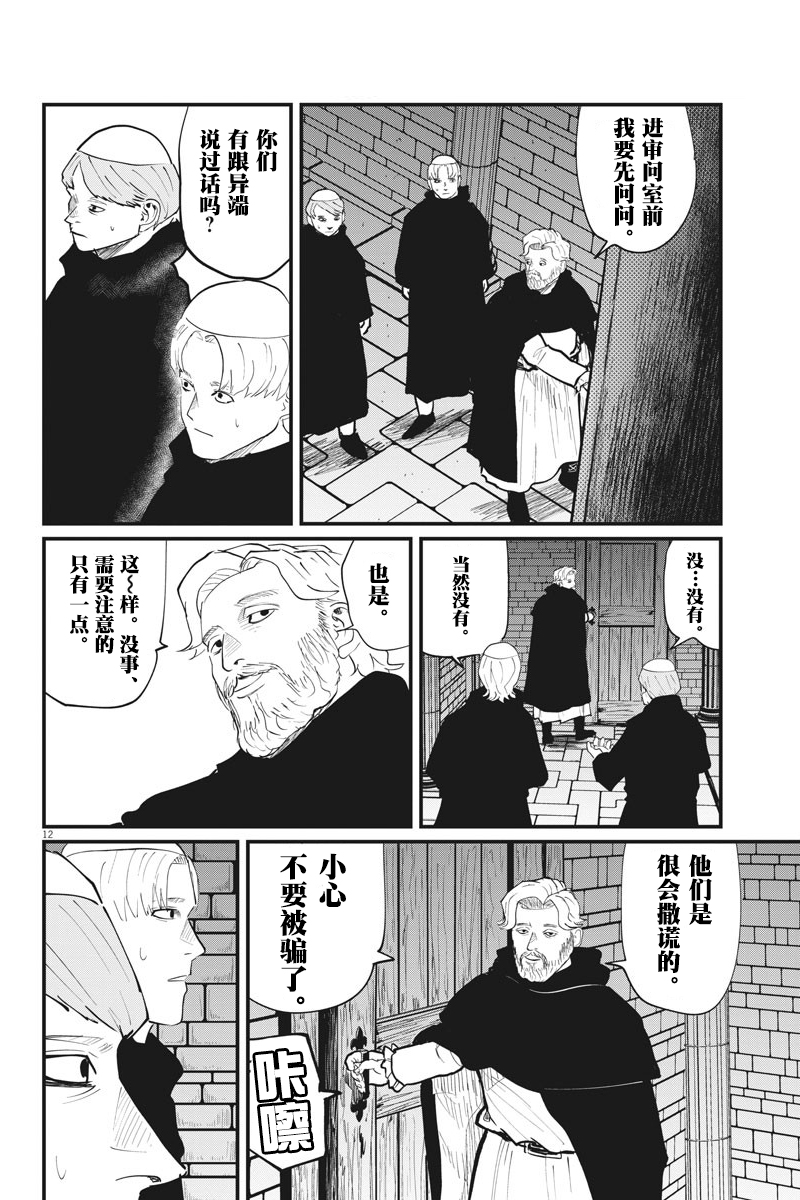 进审问室前
我要先问问。
你们
有跟异端
说过话吗？
没…没有。
当然没有。
也是。
这～样。没事、
需要注意的
只有一点。
12
他们是
很会撒谎的。
小心
不要被骗了。
咔嚓